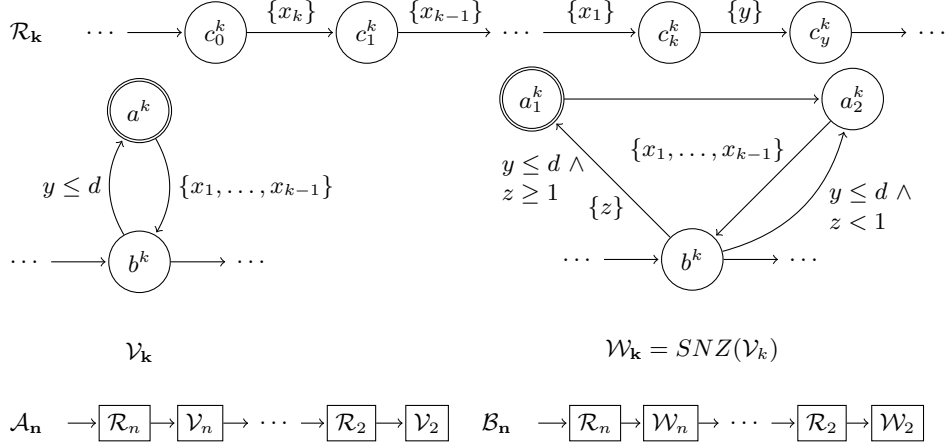 R_k ⋯ c_0^k {x_k} c_1^k {x_{k−1}} ⋯ {x_1} c_k^k {y} c_y^k ⋯
a^k
y ≤ d {x_1, …, x_{k−1}}
⋯ b^k ⋯
V_k
a_1^k a_2^k
{x_1, …, x_{k−1}}
y ≤ d ∧
z ≥ 1
{z}
y ≤ d ∧
z < 1
⋯ b^k ⋯
W_k = SNZ(V_k)
A_n R_n V_n ⋯ R_2 V_2
B_n R_n W_n ⋯ R_2 W_2